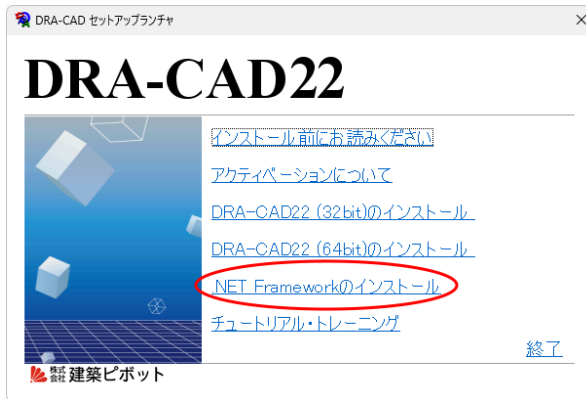 DRA-CAD セットアップランチャ
DRA-CAD22
インストール前にお読みください
アクティベーションについて
DRA-CAD22 (32bit)のインストール
DRA-CAD22 (64bit)のインストール
.NET Frameworkのインストール
チュートリアル・トレーニング
終了
株式会社 建築ピボット